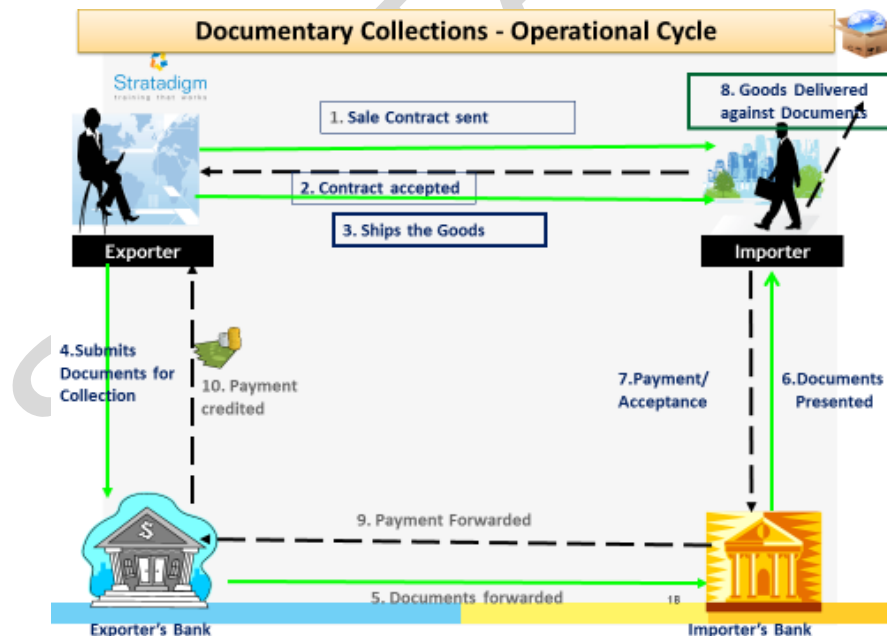 Documentary Collections - Operational Cycle
Stratadigm
training that works
8. Goods Delivered
against Documents
1. Sale Contract sent
2. Contract accepted
3. Ships the Goods
Exporter
Importer
4.Submits
Documents for
Collection
10. Payment
credited
7.Payment/
Acceptance
6.Documents
Presented
9. Payment Forwarded
$
5. Documents forwarded
18
Exporter's Bank
Importer's Bank